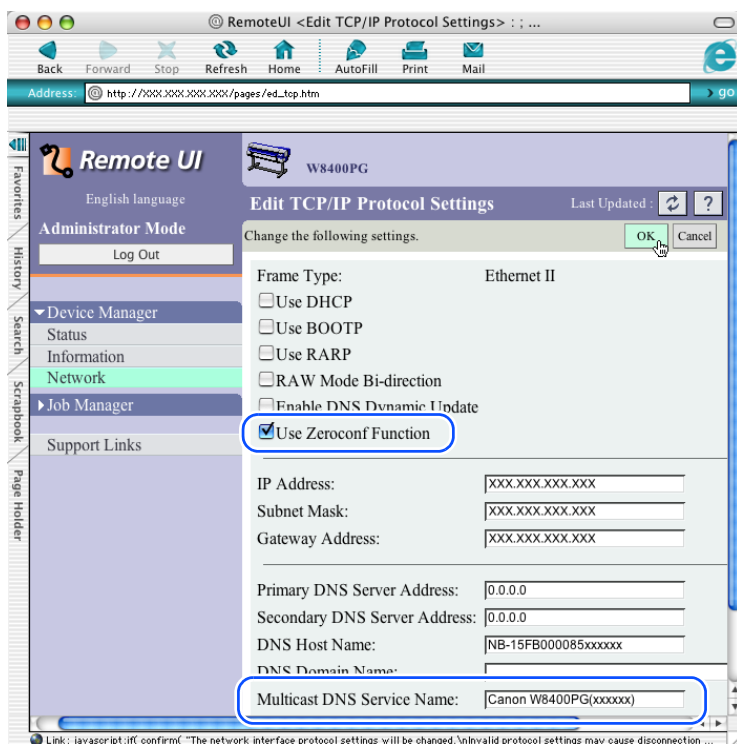 RemoteUI <Edit TCP/IP Protocol Settings> : ; ...
Back Forward Stop Refresh Home AutoFill Print Mail
Address: http://XXX.XXX.XXX.XXX/pages/ed_tcp.htm go
Favorites
History
Search
Scrapbook
Page Holder
Remote UI
English language
Administrator Mode
Log Out
Device Manager
Status
Information
Network
Job Manager
Support Links
W8400PG
Edit TCP/IP Protocol Settings Last Updated : ?
Change the following settings. OK Cancel
Frame Type: Ethernet II
Use DHCP
Use BOOTP
Use RARP
RAW Mode Bi-direction
Enable DNS Dynamic Update
Use Zeroconf Function
IP Address: XXX.XXX.XXX.XXX
Subnet Mask: XXX.XXX.XXX.XXX
Gateway Address: XXX.XXX.XXX.XXX
Primary DNS Server Address: 0.0.0.0
Secondary DNS Server Address: 0.0.0.0
DNS Host Name: NB-15FB000085xxxxxx
DNS Domain Name:
Multicast DNS Service Name: Canon W8400PG(xxxxxx)
Link: javascript:if( confirm( "The network interface protocol settings will be changed.\nInvalid protocol settings may cause disconnection ...